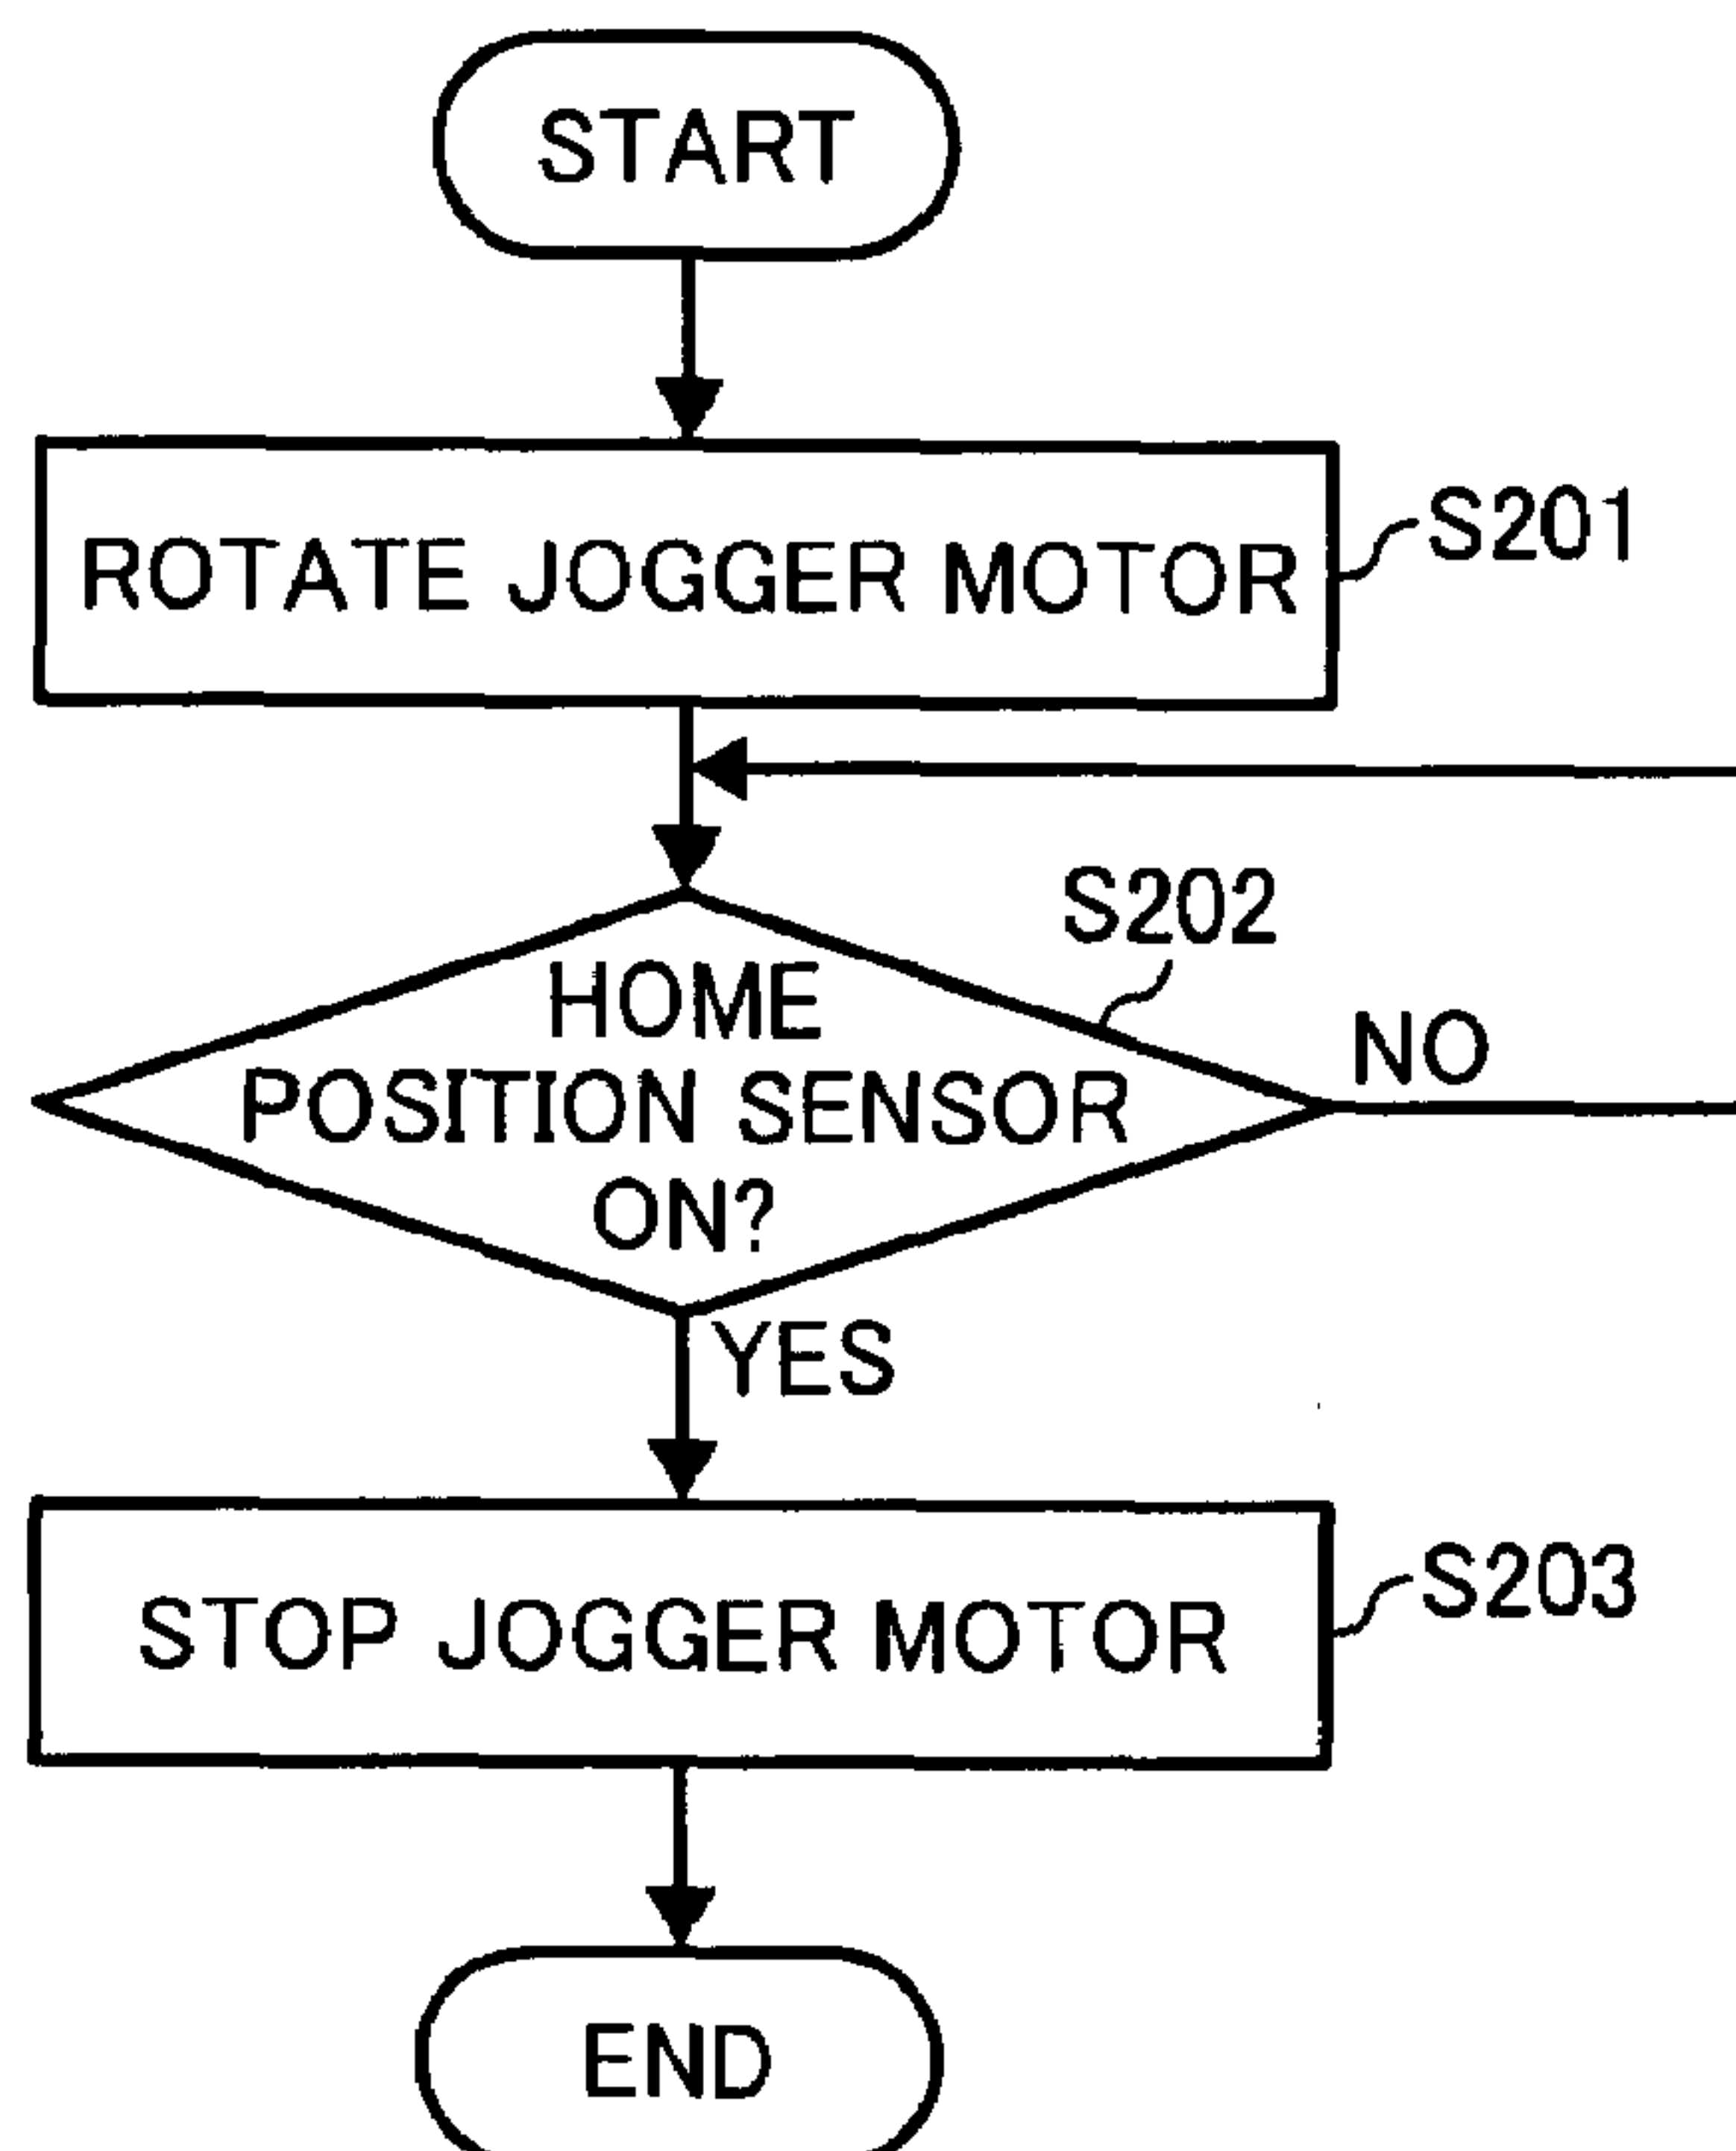 START
ROTATE JOGGER MOTOR
S201
S202
HOME
POSITION SENSOR
ON?
NO
YES
STOP JOGGER MOTOR
S203
END